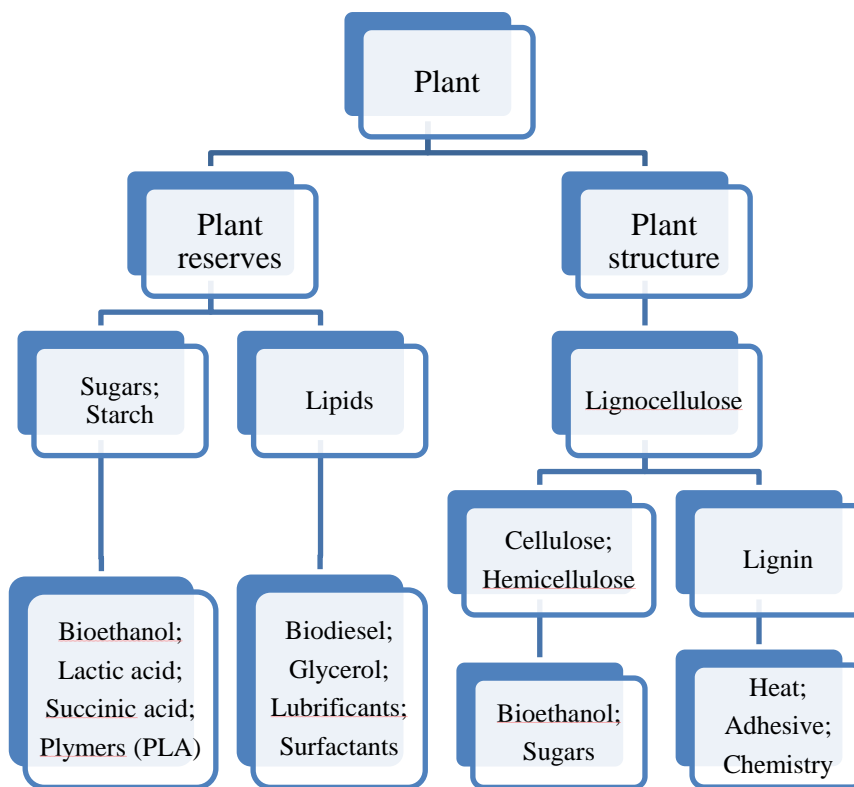 Plant
Plant
reserves
Plant
structure
Sugars;
Starch
Lipids
Lignocellulose
Cellulose;
Hemicellulose
Lignin
Bioethanol;
Lactic acid;
Succinic acid;
Plymers (PLA)
Biodiesel;
Glycerol;
Lubrificants;
Surfactants
Bioethanol;
Sugars
Heat;
Adhesive;
Chemistry